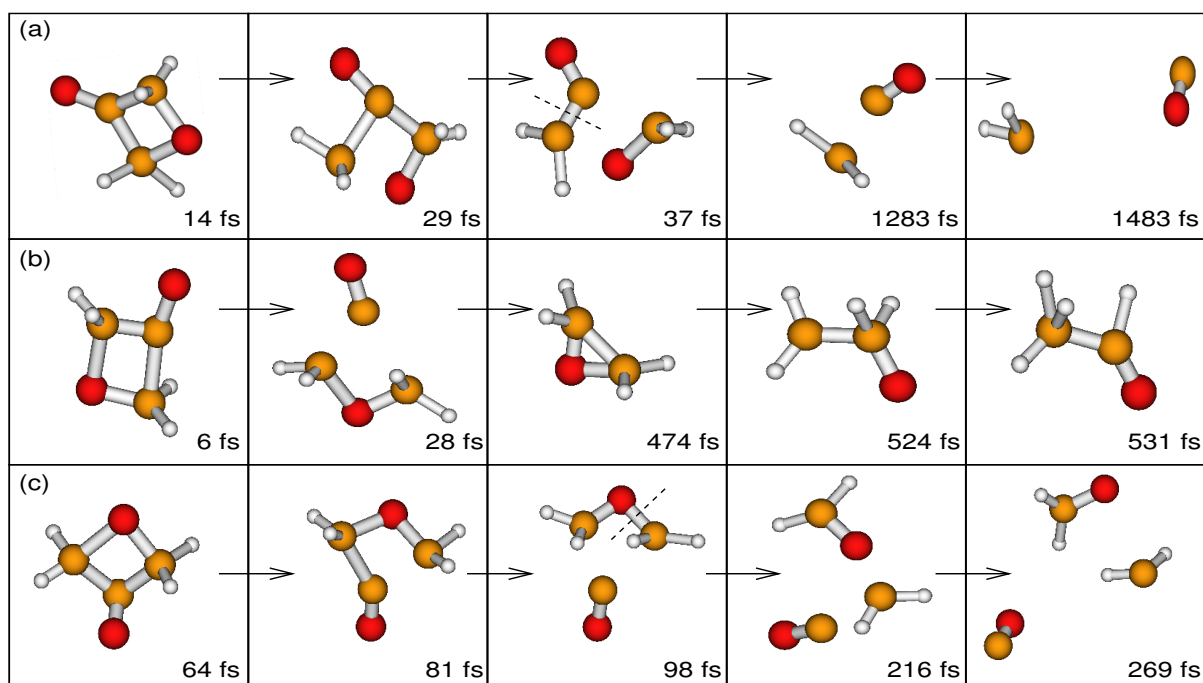 (a)
14 fs
29 fs
37 fs
1283 fs
1483 fs
(b)
6 fs
28 fs
474 fs
524 fs
531 fs
(c)
64 fs
81 fs
98 fs
216 fs
269 fs